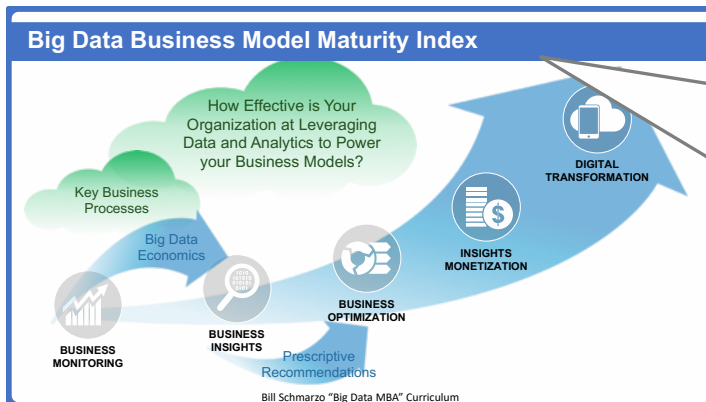 Big Data Business Model Maturity Index
How Effective is Your
Organization at Leveraging
Data and Analytics to Power
your Business Models?
Key Business
Processes
Big Data
Economics
BUSINESS
MONITORING
BUSINESS
INSIGHTS
Prescriptive
Recommendations
BUSINESS
OPTIMIZATION
$
INSIGHTS
MONETIZATION
DIGITAL
TRANSFORMATION
Bill Schmarzo "Big Data MBA" Curriculum